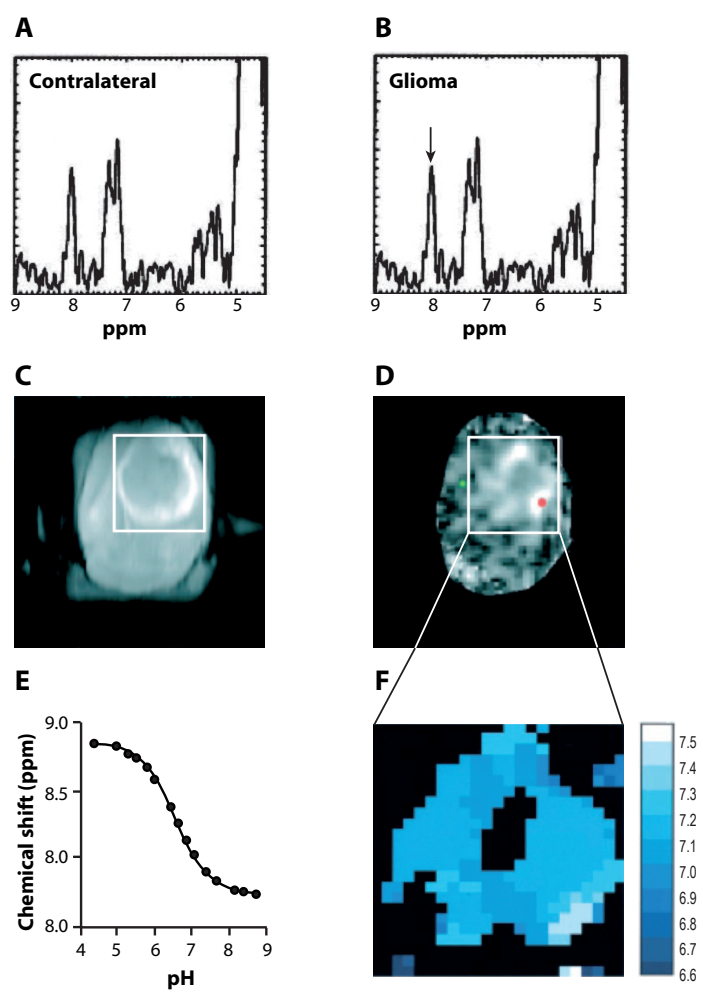 A
B
Contralateral
Glioma
9 8 7 6 5
ppm
9 8 7 6 5
ppm
C
D
E
F
Chemical shift (ppm)
9.0
8.5
8.0
8.0
4 5 6 7 8 9
pH
7.5
7.4
7.3
7.2
7.1
7.0
6.9
6.8
6.7
6.6